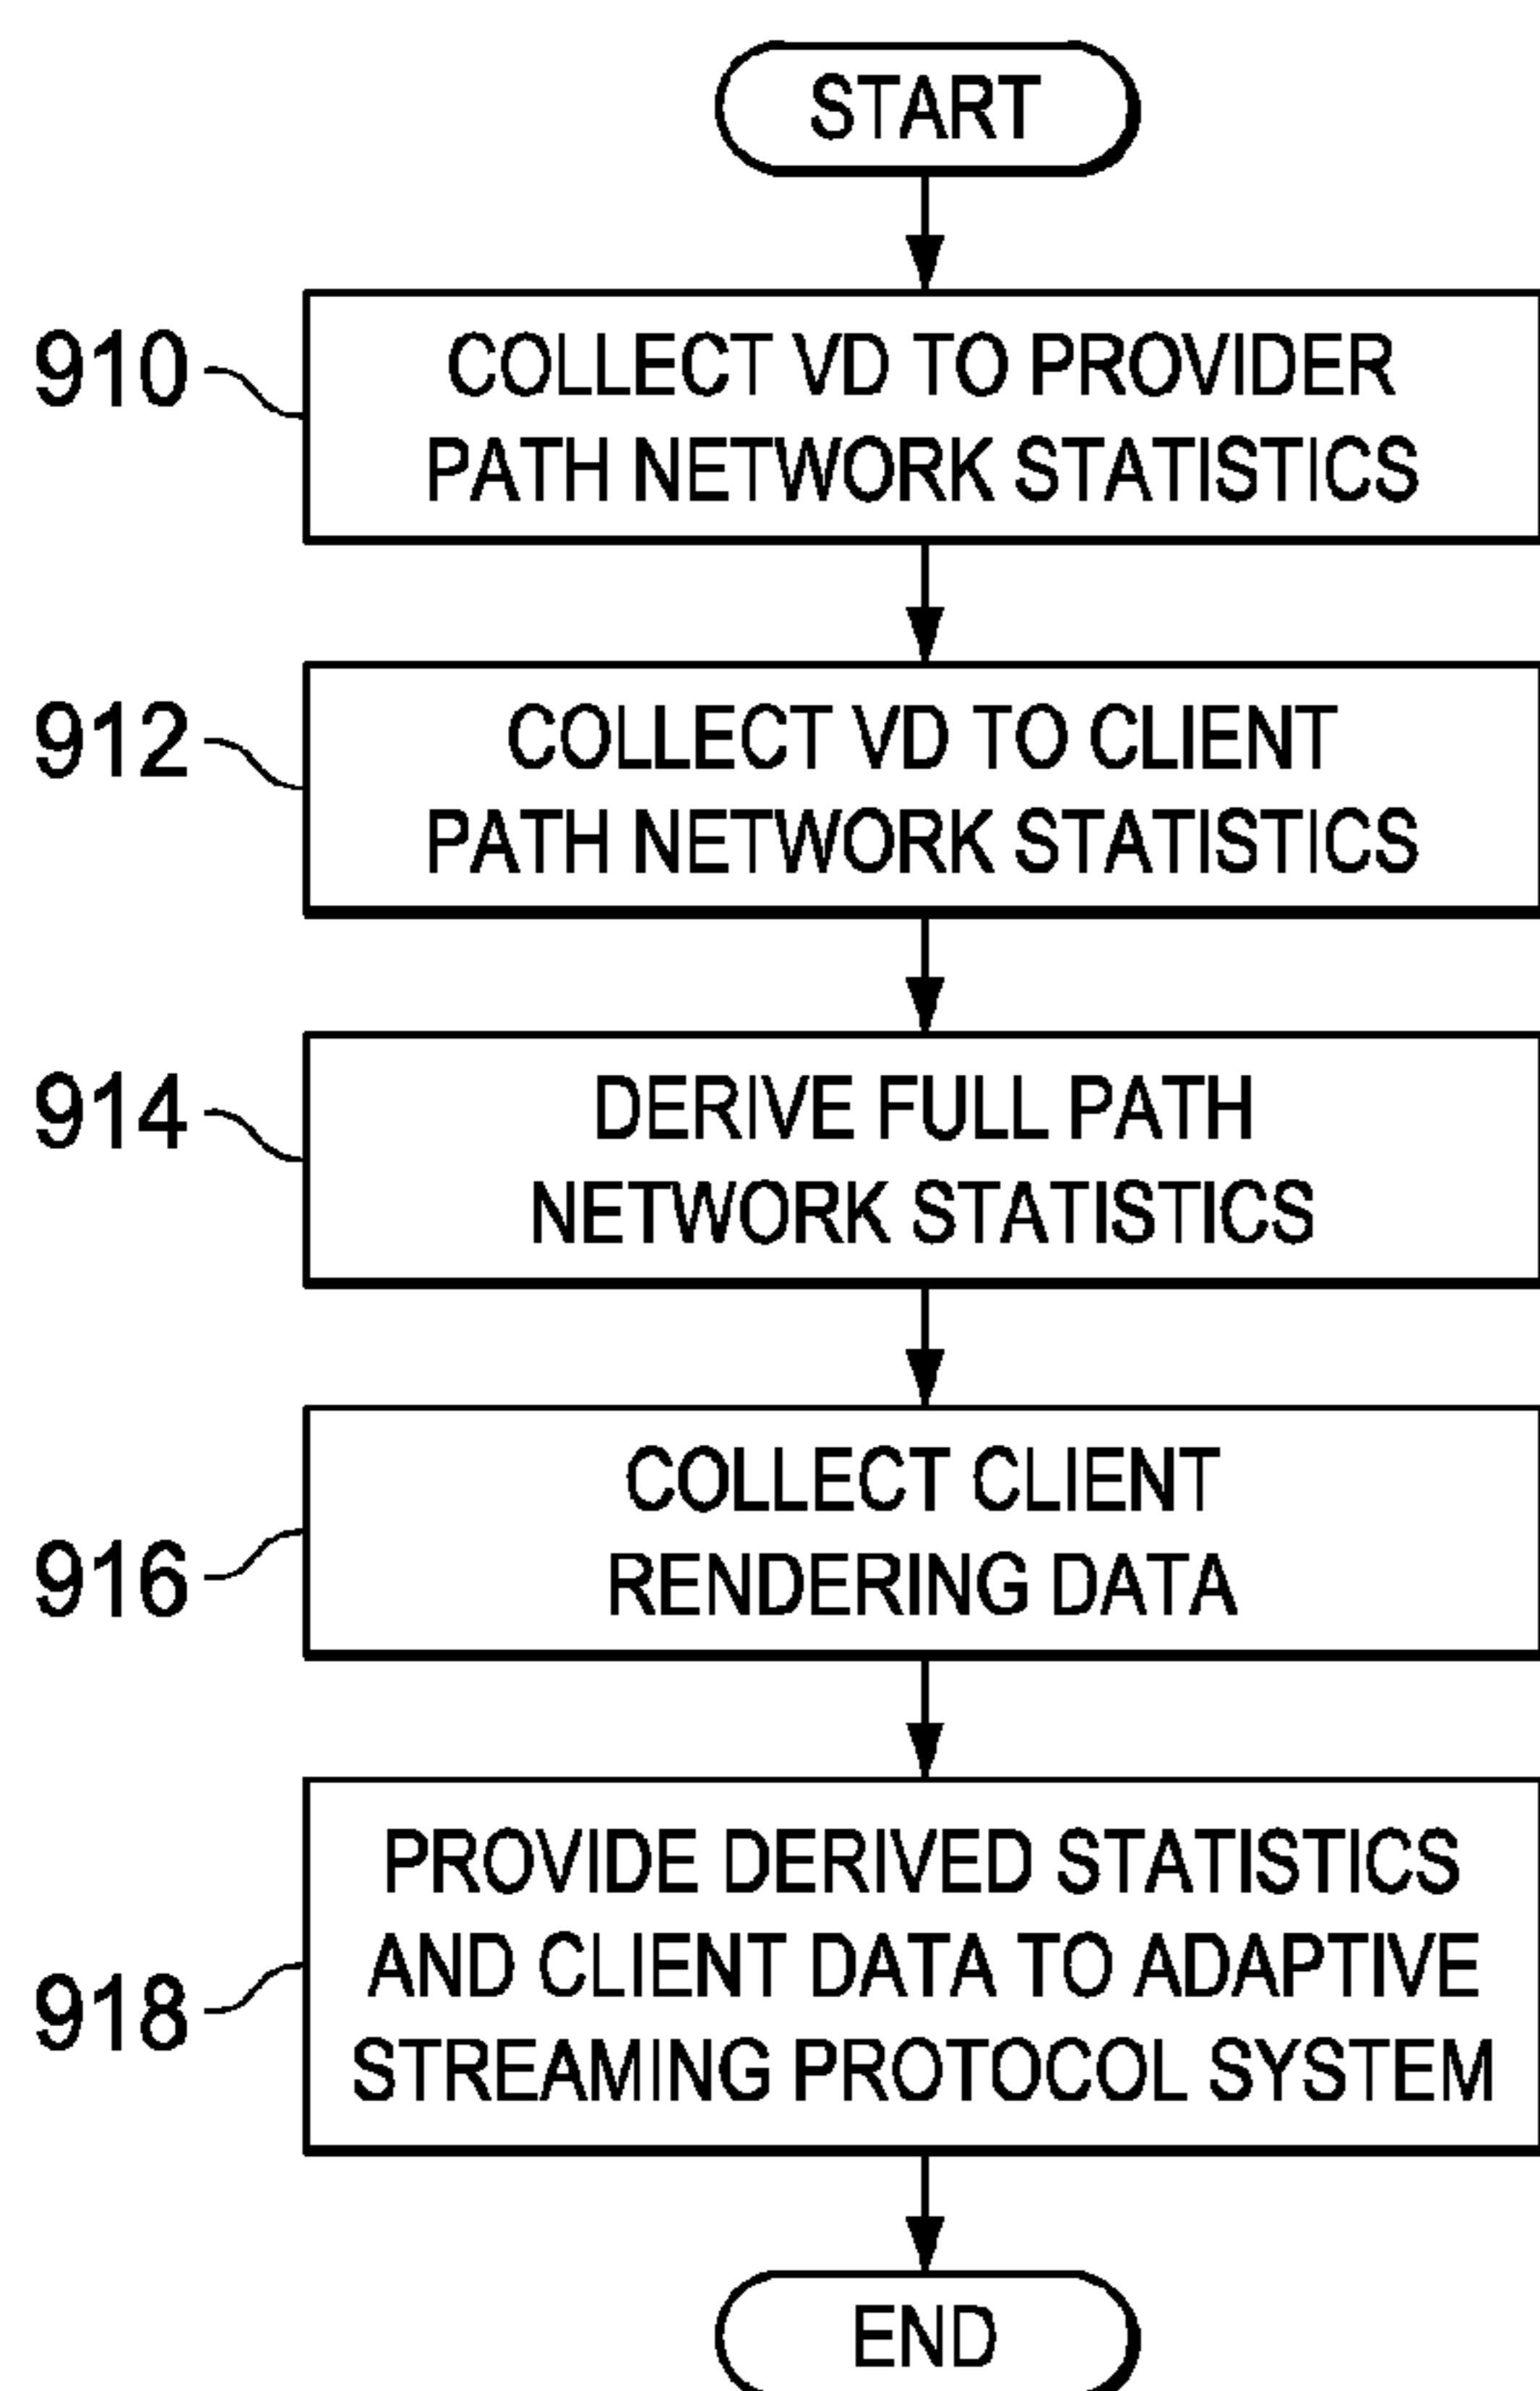 START
910
COLLECT VD TO PROVIDER
PATH NETWORK STATISTICS
912
COLLECT VD TO CLIENT
PATH NETWORK STATISTICS
914
DERIVE FULL PATH
NETWORK STATISTICS
916
COLLECT CLIENT
RENDERING DATA
918
PROVIDE DERIVED STATISTICS
AND CLIENT DATA TO ADAPTIVE
STREAMING PROTOCOL SYSTEM
END